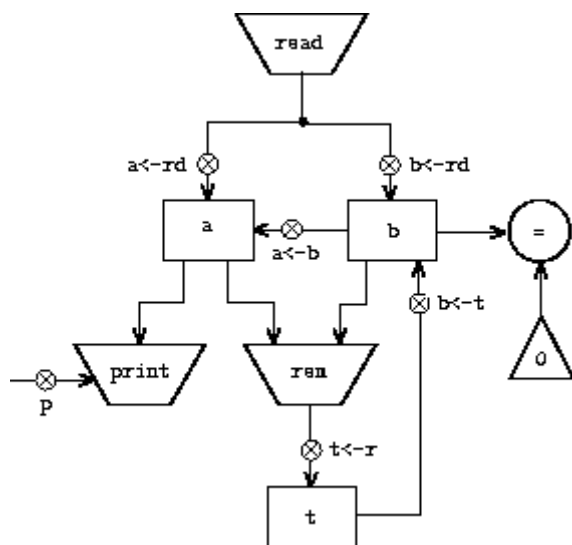 read
a<-rd
b<-rd
a
a<-b
b
=
b<-t
print
rem
0
P
t<-r
t